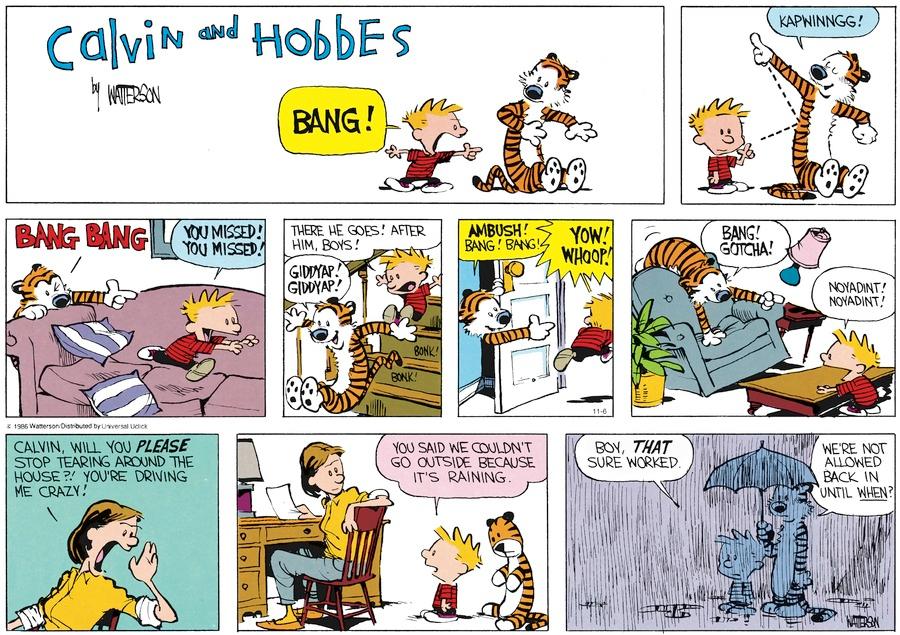 Calvin and Hobbes
by WATTERSON
BANG!
KAPWINNGG!
BANG BANG
YOU MISSED!
YOU MISSED!
THERE HE GOES! AFTER
HIM, BOYS!
GIDDYAP!
GIDDYAP!
BONK!
BONK!
AMBUSH!
BANG! BANG!
YOW!
WHOOP!
11-6
BANG!
GOTCHA!
NOYADINT!
NOYADINT!
© 1986 Watterson Distributed by Universal Uclick
CALVIN, WILL YOU PLEASE
STOP TEARING AROUND THE
HOUSE?!! YOU'RE DRIVING
ME CRAZY!
YOU SAID WE COULDN'T
GO OUTSIDE BECAUSE
IT'S RAINING.
BOY, THAT
SURE WORKED.
WE'RE NOT
ALLOWED
BACK IN
UNTIL WHEN?
WATTERSON